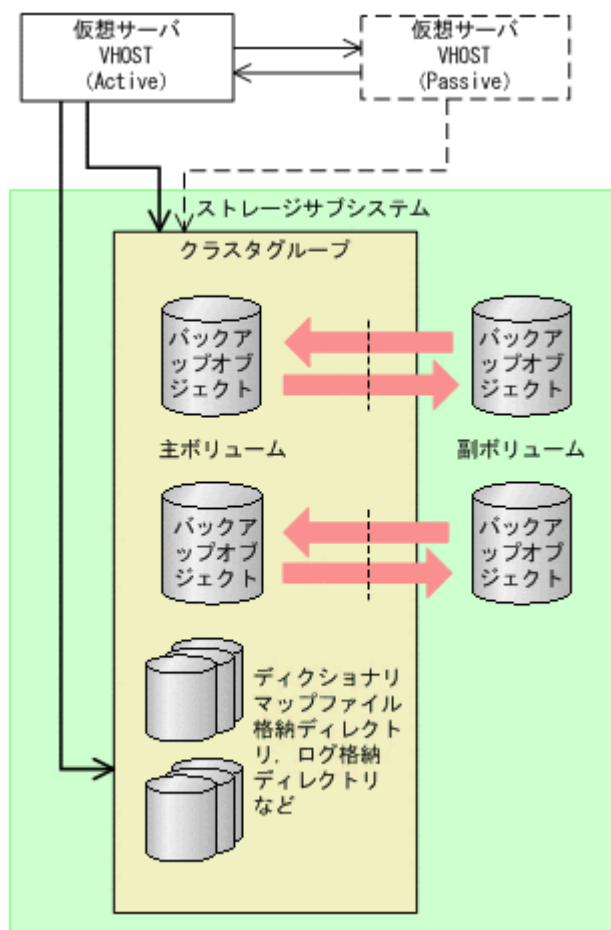 仮想サーバ
VHOST
(Active)
仮想サーバ
VHOST
(Passive)
ストレージサブシステム
クラスタグループ
バックア
ップオブ
ジェクト
バックア
ップオブ
ジェクト
主ボリューム
副ボリューム
バックア
ップオブ
ジェクト
バックア
ップオブ
ジェクト
ディクショナリ
マップファイル
格納ディレクト
リ，ログ格納
ディレクトリ
など